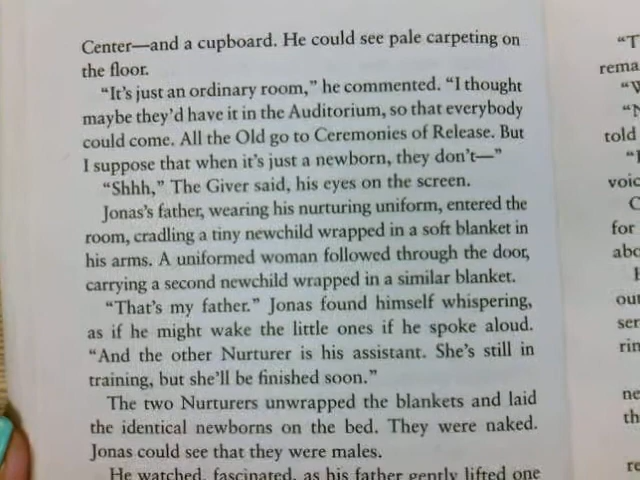 Center—and a cupboard. He could see pale carpeting on
the floor.
"It's just an ordinary room," he commented. "I thought
maybe they'd have it in the Auditorium, so that everybody
could come. All the Old go to Ceremonies of Release. But
I suppose that when it's just a newborn, they don't—"
"Shhh," The Giver said, his eyes on the screen.
Jonas's father, wearing his nurturing uniform, entered the
room, cradling a tiny newchild wrapped in a soft blanket in
his arms. A uniformed woman followed through the door,
carrying a second newchild wrapped in a similar blanket.
"That's my father." Jonas found himself whispering,
as if he might wake the little ones if he spoke aloud.
"And the other Nurturer is his assistant. She's still in
training, but she'll be finished soon."
The two Nurturers unwrapped the blankets and laid
the identical newborns on the bed. They were naked.
Jonas could see that they were males.
He watched, fascinated, as his father gently lifted one
told
for